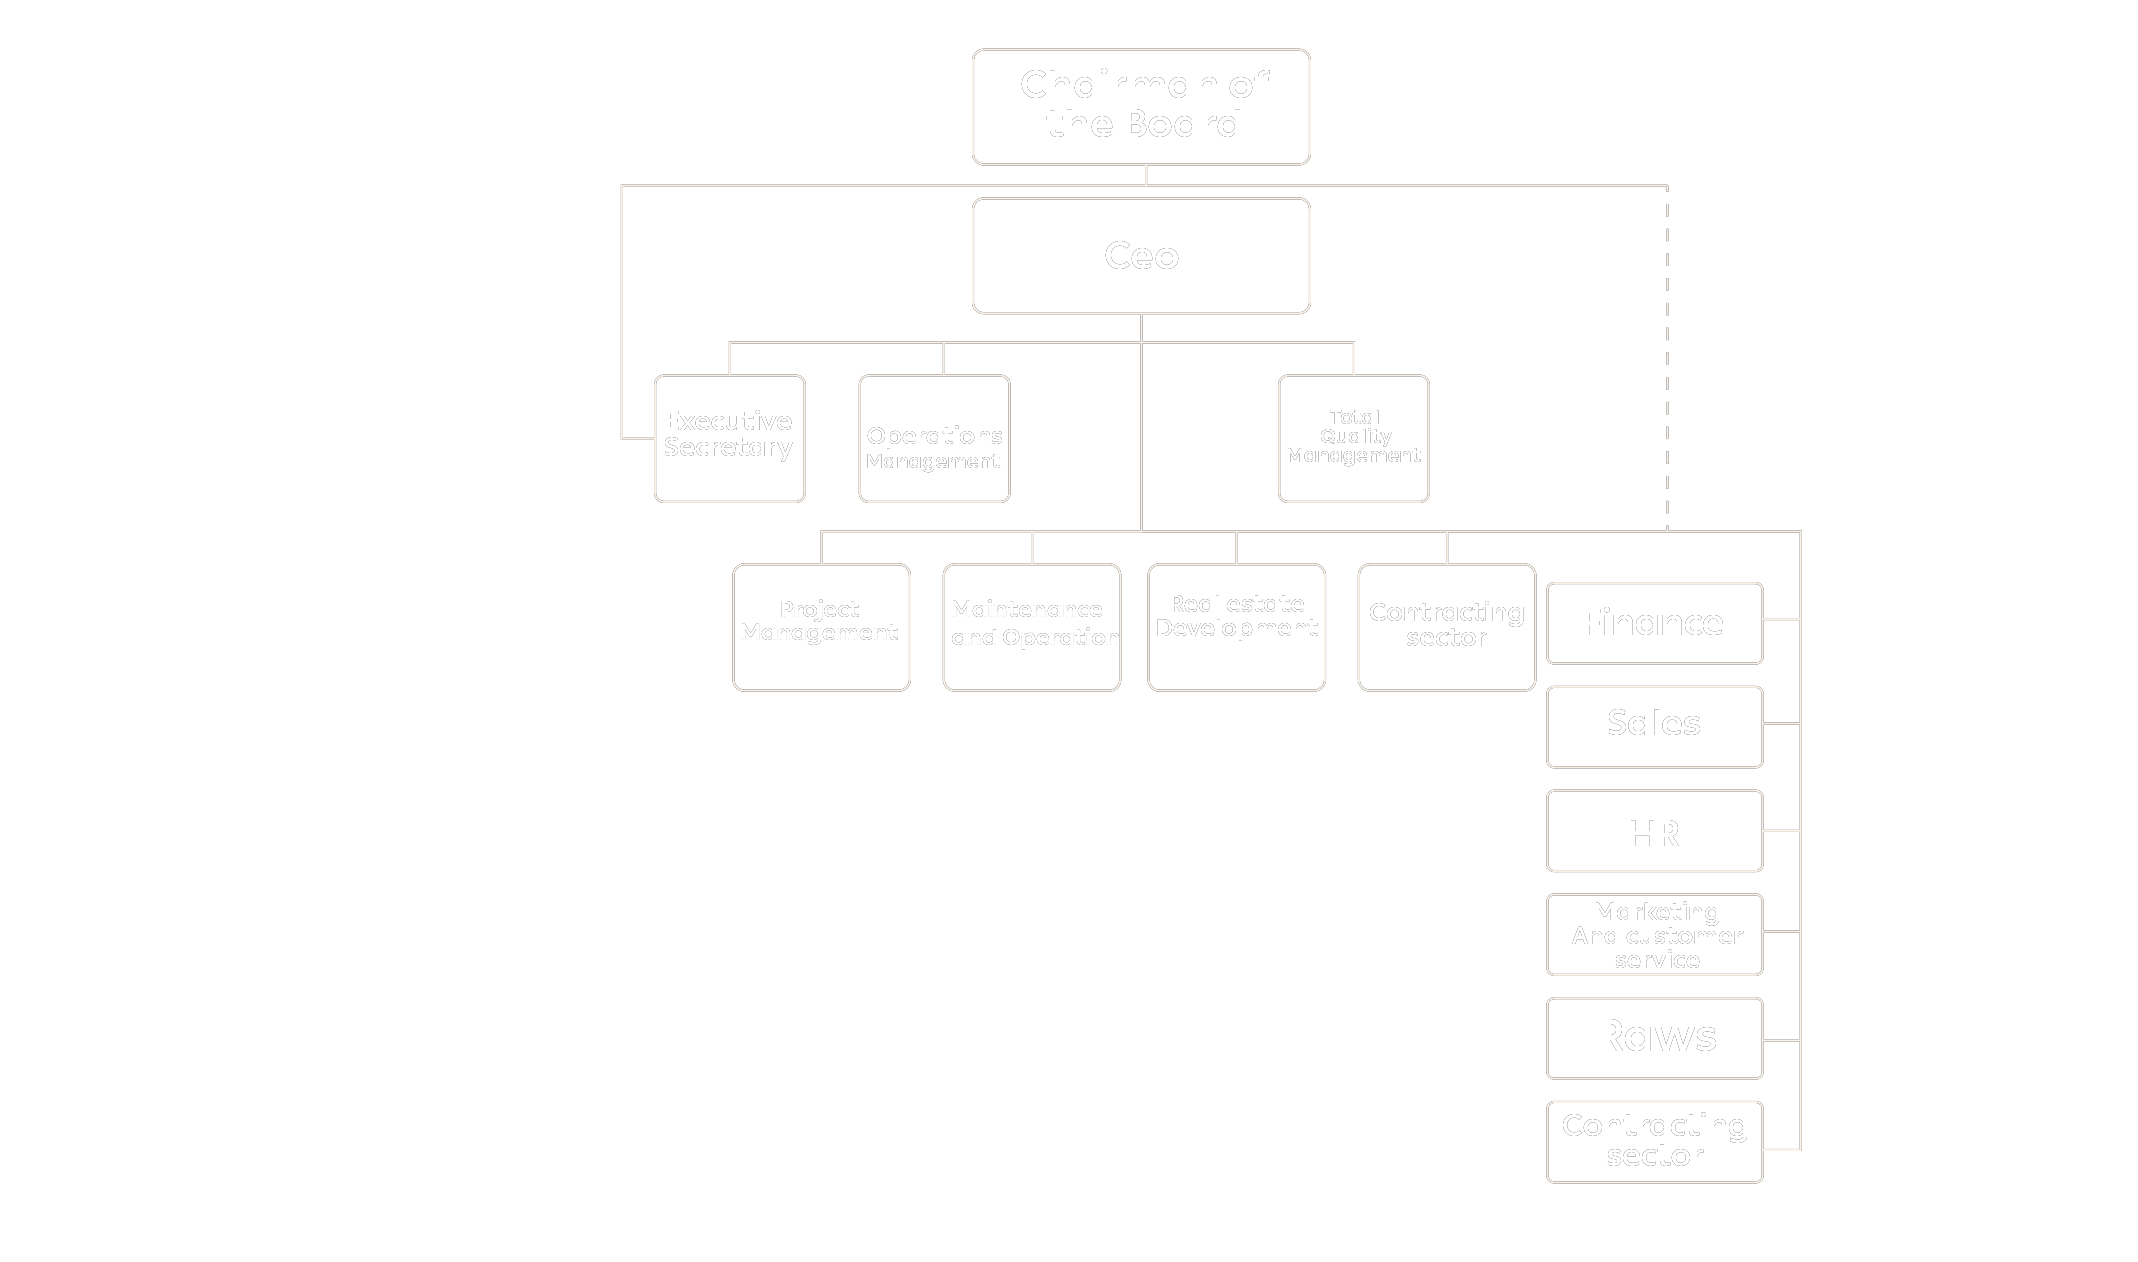 Chairman of
the Board
Ceo
Executive
Secretary
Operations
Management
Total
Quality
Management
Project
Management
Maintenance
and Operation
Real estate
Development
Contracting
sector
Finance
Sales
HR
Marketing
And customer
service
Raws
Contracting
sector